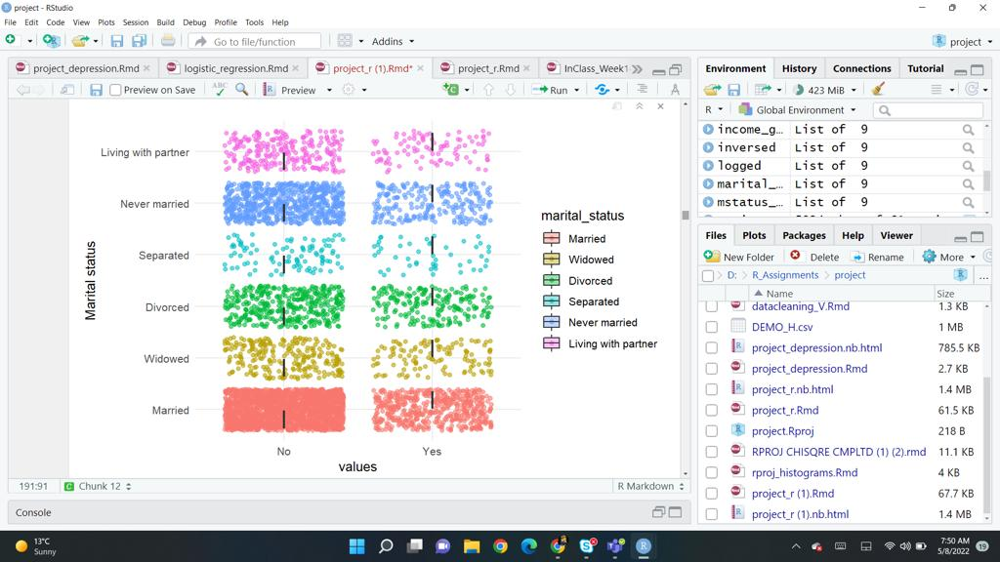 project - RStudio
File Edit Code View Plots Session Build Debug Profile Tools Help
Go to file/function
Addins
project
project_depression.Rmd
logistic_regression.Rmd
project_r (1).Rmd*
project_r.Rmd
InClass_Week1
Preview on Save
ABC
Preview
Run
Living with partner
Never married
Separated
Divorced
Widowed
Married
Marital status
No
Yes
values
marital_status
Married
Widowed
Divorced
Separated
Never married
Living with partner
191:91
Chunk 12
R Markdown
Console
Environment History Connections Tutorial
423 MiB
R
Global Environment
income_g… List of 9
inversed List of 9
logged List of 9
marital_… List of 9
mstatus_… List of 9
Files Plots Packages Help Viewer
New Folder Delete Rename More
D: R_Assignments project
Name Size
datacleaning_V.Rmd 1.3 KB
DEMO_H.csv 1 MB
project_depression.nb.html 785.5 KB
project_depression.Rmd 2.7 KB
project_r.nb.html 1.4 MB
project_r.Rmd 61.5 KB
project.Rproj 218 B
RPROJ CHISQRE CMPLTD (1) (2).rmd 11.1 KB
rproj_histograms.Rmd 4 KB
project_r (1).Rmd 67.7 KB
project_r (1).nb.html 1.4 MB
13°C
Sunny
7:50 AM
5/8/2022